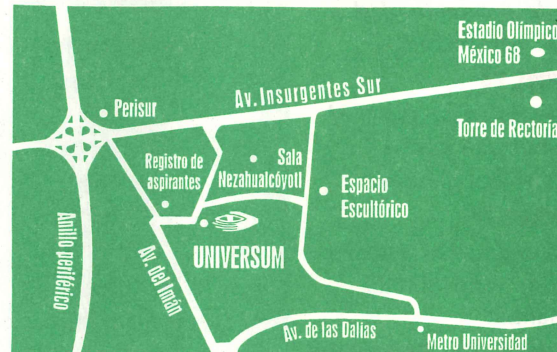 Estadio Olímpico
México 68
Av. Insurgentes Sur
Perisur
Torre de Rectoría
Registro de
aspirantes
Sala
Nezahualcóyotl
Espacio
Escultórico
UNIVERSUM
Anillo periférico
Av. del Imán
Av. de las Dalias
Metro Universidad